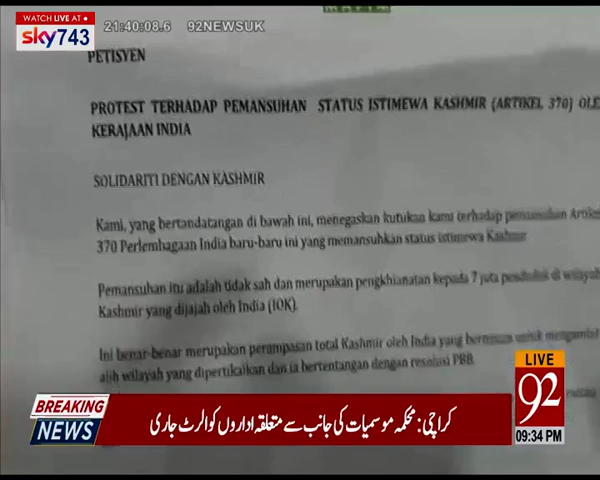 WATCH LIVE AT
sky743
21:40:08.6 92NEWSUK
PETISYEN
PROTEST TERHADAP PEMANSUHAN STATUS ISTIMEWA KASHMIR (ARTIKEL 370) OLE
KERAJAAN INDIA
SOLIDARITI DENGAN KASHMIR
Kami, yang bertandatangan di bawah ini, menegaskan kutukan kami terhadap pemansuhan Artike
370 Perlembagaan India baru-baru ini yang memansuhkan status istimewa Kashmir
Pemansuhan itu adalah tidak sah dan merupakan pengkhianatan kepada 7 juta penduduk di wilayah
Kashmir yang dijajah oleh India (IOK).
Ini benar-benar merupakan perampasan total Kashmir oleh India yang bertujuan untuk mengambil
alih wilayah yang dipertikaikan dan ia bertentangan dengan resolusi PBB.
LIVE
92
09:34 PM
BREAKING
NEWS
کراچی: محکمہ موسمیات کی جانب سے متعلقہ اداروں کو الرٹ جاری